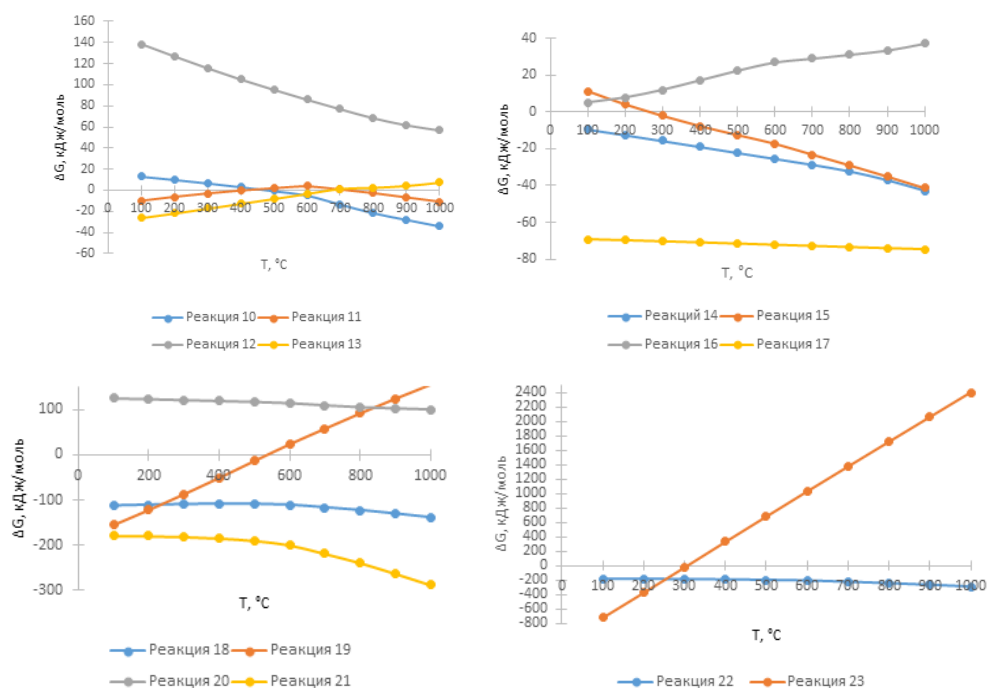 160
140
120
100
80
60
40
20
0
-20
-40
-60
ΔG, кДж/моль
0 100 200 300 400 500 600 700 800 900 1000
T, °C
Реакция 10 Реакция 11
Реакция 12 Реакция 13
40
20
0
-20
-40
-60
-80
ΔG, кДж/моль
0 100 200 300 400 500 600 700 800 900 1000
T, °C
Реакций 14 Реакция 15
Реакция 16 Реакция 17
100
0
-100
-200
-300
ΔG, кДж/моль
0 200 400 600 800 1000
T, °C
Реакция 18 Реакция 19
Реакция 20 Реакция 21
2400
2200
2000
1800
1600
1400
1200
1000
800
600
400
200
0
-200
-400
-600
-800
ΔG, кДж/моль
0 100 200 300 400 500 600 700 800 900 1000
T, °C
Реакция 22 Реакция 23